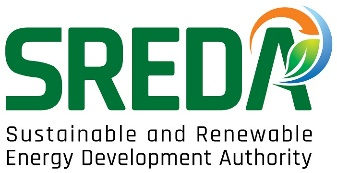 SREDA
Sustainable and Renewable
Energy Development Authority